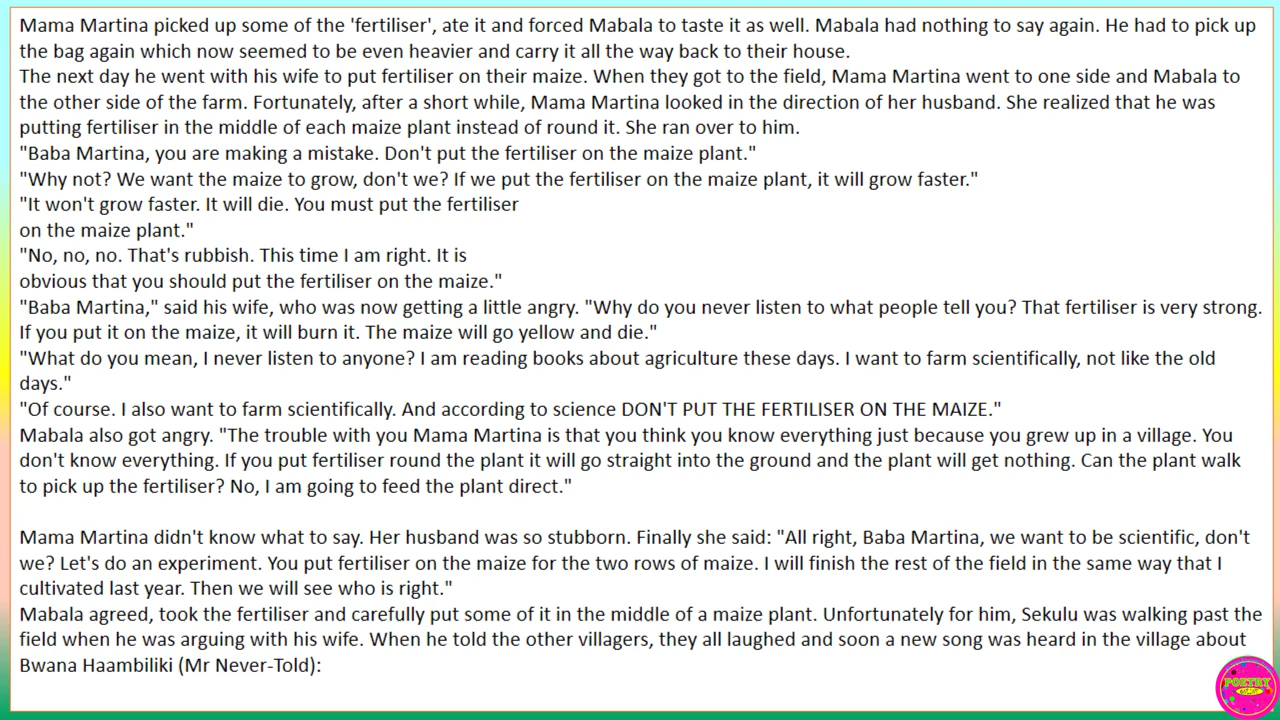 Mama Martina picked up some of the 'fertiliser', ate it and forced Mabala to taste it as well. Mabala had nothing to say again. He had to pick up
the bag again which now seemed to be even heavier and carry it all the way back to their house.
The next day he went with his wife to put fertiliser on their maize. When they got to the field, Mama Martina went to one side and Mabala to
the other side of the farm. Fortunately, after a short while, Mama Martina looked in the direction of her husband. She realized that he was
putting fertiliser in the middle of each maize plant instead of round it. She ran over to him.
"Baba Martina, you are making a mistake. Don't put the fertiliser on the maize plant."
"Why not? We want the maize to grow, don't we? If we put the fertiliser on the maize plant, it will grow faster."
"It won't grow faster. It will die. You must put the fertiliser
on the maize plant."
"No, no, no. That's rubbish. This time I am right. It is
obvious that you should put the fertiliser on the maize."
"Baba Martina," said his wife, who was now getting a little angry. "Why do you never listen to what people tell you? That fertiliser is very strong.
If you put it on the maize, it will burn it. The maize will go yellow and die."
"What do you mean, I never listen to anyone? I am reading books about agriculture these days. I want to farm scientifically, not like the old
days."
"Of course. I also want to farm scientifically. And according to science DON'T PUT THE FERTILISER ON THE MAIZE."
Mabala also got angry. "The trouble with you Mama Martina is that you think you know everything just because you grew up in a village. You
don't know everything. If you put fertiliser round the plant it will go straight into the ground and the plant will get nothing. Can the plant walk
to pick up the fertiliser? No, I am going to feed the plant direct."
Mama Martina didn't know what to say. Her husband was so stubborn. Finally she said: "All right, Baba Martina, we want to be scientific, don't
we? Let's do an experiment. You put fertiliser on the maize for the two rows of maize. I will finish the rest of the field in the same way that I
cultivated last year. Then we will see who is right."
Mabala agreed, took the fertiliser and carefully put some of it in the middle of a maize plant. Unfortunately for him, Sekulu was walking past the
field when he was arguing with his wife. When he told the other villagers, they all laughed and soon a new song was heard in the village about
Bwana Haambiliki (Mr Never-Told):
POETRY